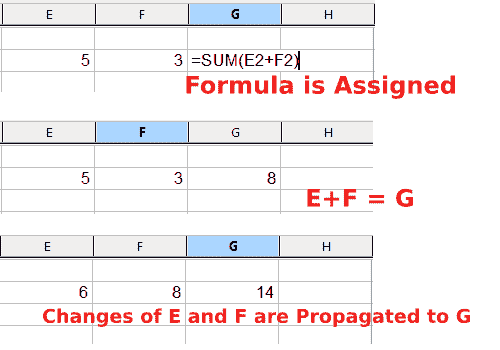 E F G H
5 3 =SUM(E2+F2)
Formula is Assigned
E F G H
5 3 8
E+F = G
E F G H
6 8 14
Changes of E and F are Propagated to G